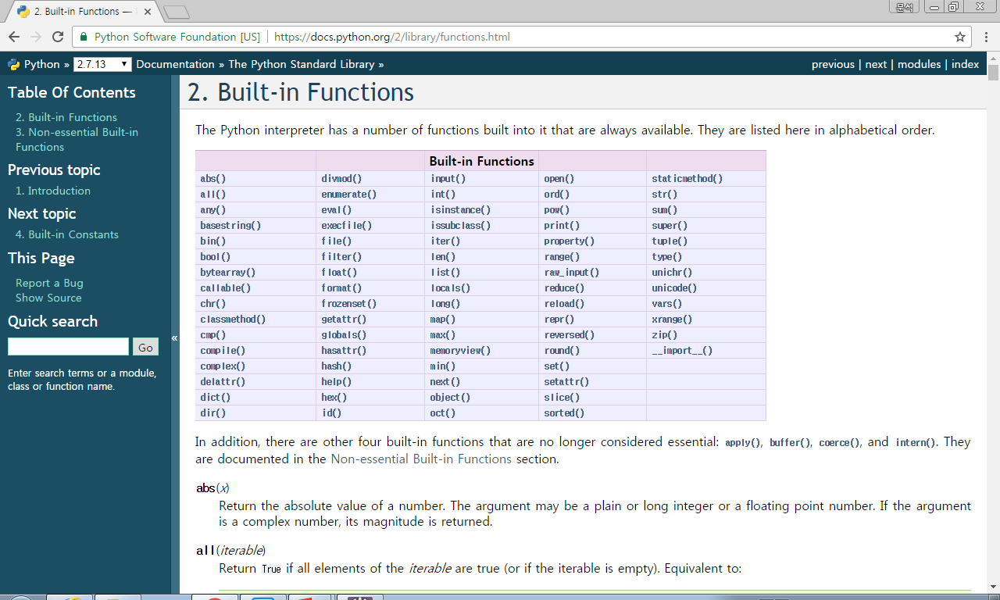 2. Built-in Functions —
문석
Python Software Foundation [US] https://docs.python.org/2/library/functions.html
Python » 2.7.13 Documentation » The Python Standard Library » previous | next | modules | index
Table Of Contents
2. Built-in Functions
3. Non-essential Built-in
Functions
Previous topic
1. Introduction
Next topic
4. Built-in Constants
This Page
Report a Bug
Show Source
Quick search
Go
Enter search terms or a module,
class or function name.
«
2. Built-in Functions
The Python interpreter has a number of functions built into it that are always available. They are listed here in alphabetical order.
Built-in Functions
abs() divmod() input() open() staticmethod()
all() enumerate() int() ord() str()
any() eval() isinstance() pow() sum()
basestring() execfile() issubclass() print() super()
bin() file() iter() property() tuple()
bool() filter() len() range() type()
bytearray() float() list() raw_input() unichr()
callable() format() locals() reduce() unicode()
chr() frozenset() long() reload() vars()
classmethod() getattr() map() repr() xrange()
cmp() globals() max() reversed() zip()
compile() hasattr() memoryview() round() __import__()
complex() hash() min() set()
delattr() help() next() setattr()
dict() hex() object() slice()
dir() id() oct() sorted()
In addition, there are other four built-in functions that are no longer considered essential: apply(), buffer(), coerce(), and intern(). They
are documented in the Non-essential Built-in Functions section.
abs(x)
Return the absolute value of a number. The argument may be a plain or long integer or a floating point number. If the argument
is a complex number, its magnitude is returned.
all(iterable)
Return True if all elements of the iterable are true (or if the iterable is empty). Equivalent to: